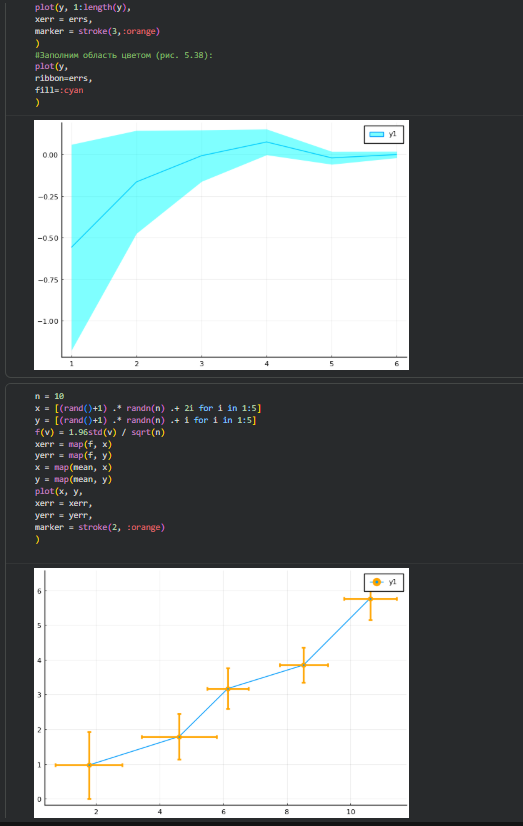 plot(y, 1:length(y),
xerr = errs,
marker = stroke(3,:orange)
)
#Заполним область цветом (рис. 5.38):
plot(y,
ribbon=errs,
fill=:cyan
)
y1
0.00
-0.25
-0.50
-0.75
-1.00
1 2 3 4 5 6
n = 10
x = [(rand()+1) .* randn(n) .+ 2i for i in 1:5]
y = [(rand()+1) .* randn(n) .+ i for i in 1:5]
f(v) = 1.96std(v) / sqrt(n)
xerr = map(f, x)
yerr = map(f, y)
x = map(mean, x)
y = map(mean, y)
plot(x, y,
xerr = xerr,
yerr = yerr,
marker = stroke(2, :orange)
)
y1
6
5
4
3
2
1
0
2 4 6 8 10